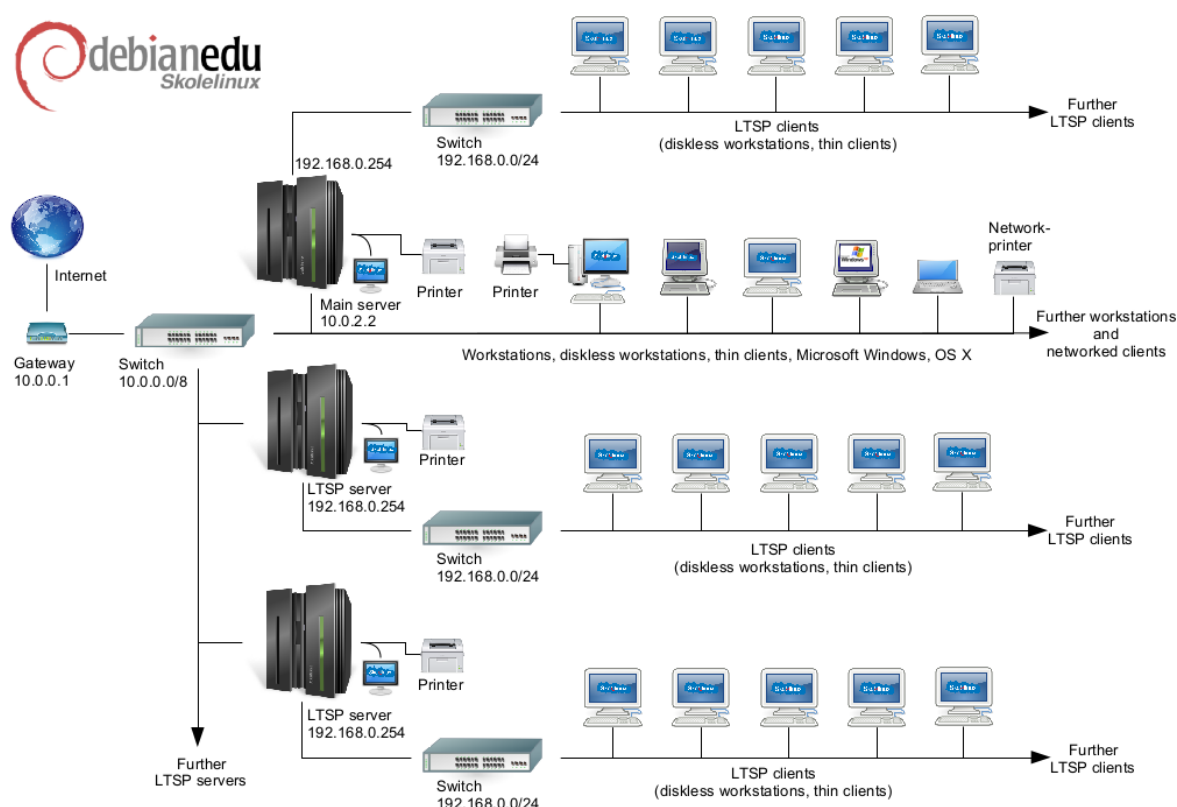 debianedu
Skolelinux
Switch
192.168.0.0/24
LTSP clients
(diskless workstations, thin clients)
Further
LTSP clients
192.168.0.254
Internet
Main server
10.0.2.2
Printer
Printer
Windows
Network-
printer
Gateway
10.0.0.1
Switch
10.0.0.0/8
Workstations, diskless workstations, thin clients, Microsoft Windows, OS X
Further workstations
and
networked clients
LTSP server
192.168.0.254
Printer
Switch
192.168.0.0/24
LTSP clients
(diskless workstations, thin clients)
Further
LTSP clients
LTSP server
192.168.0.254
Printer
Switch
192.168.0.0/24
LTSP clients
(diskless workstations, thin clients)
Further
LTSP clients
Further
LTSP servers